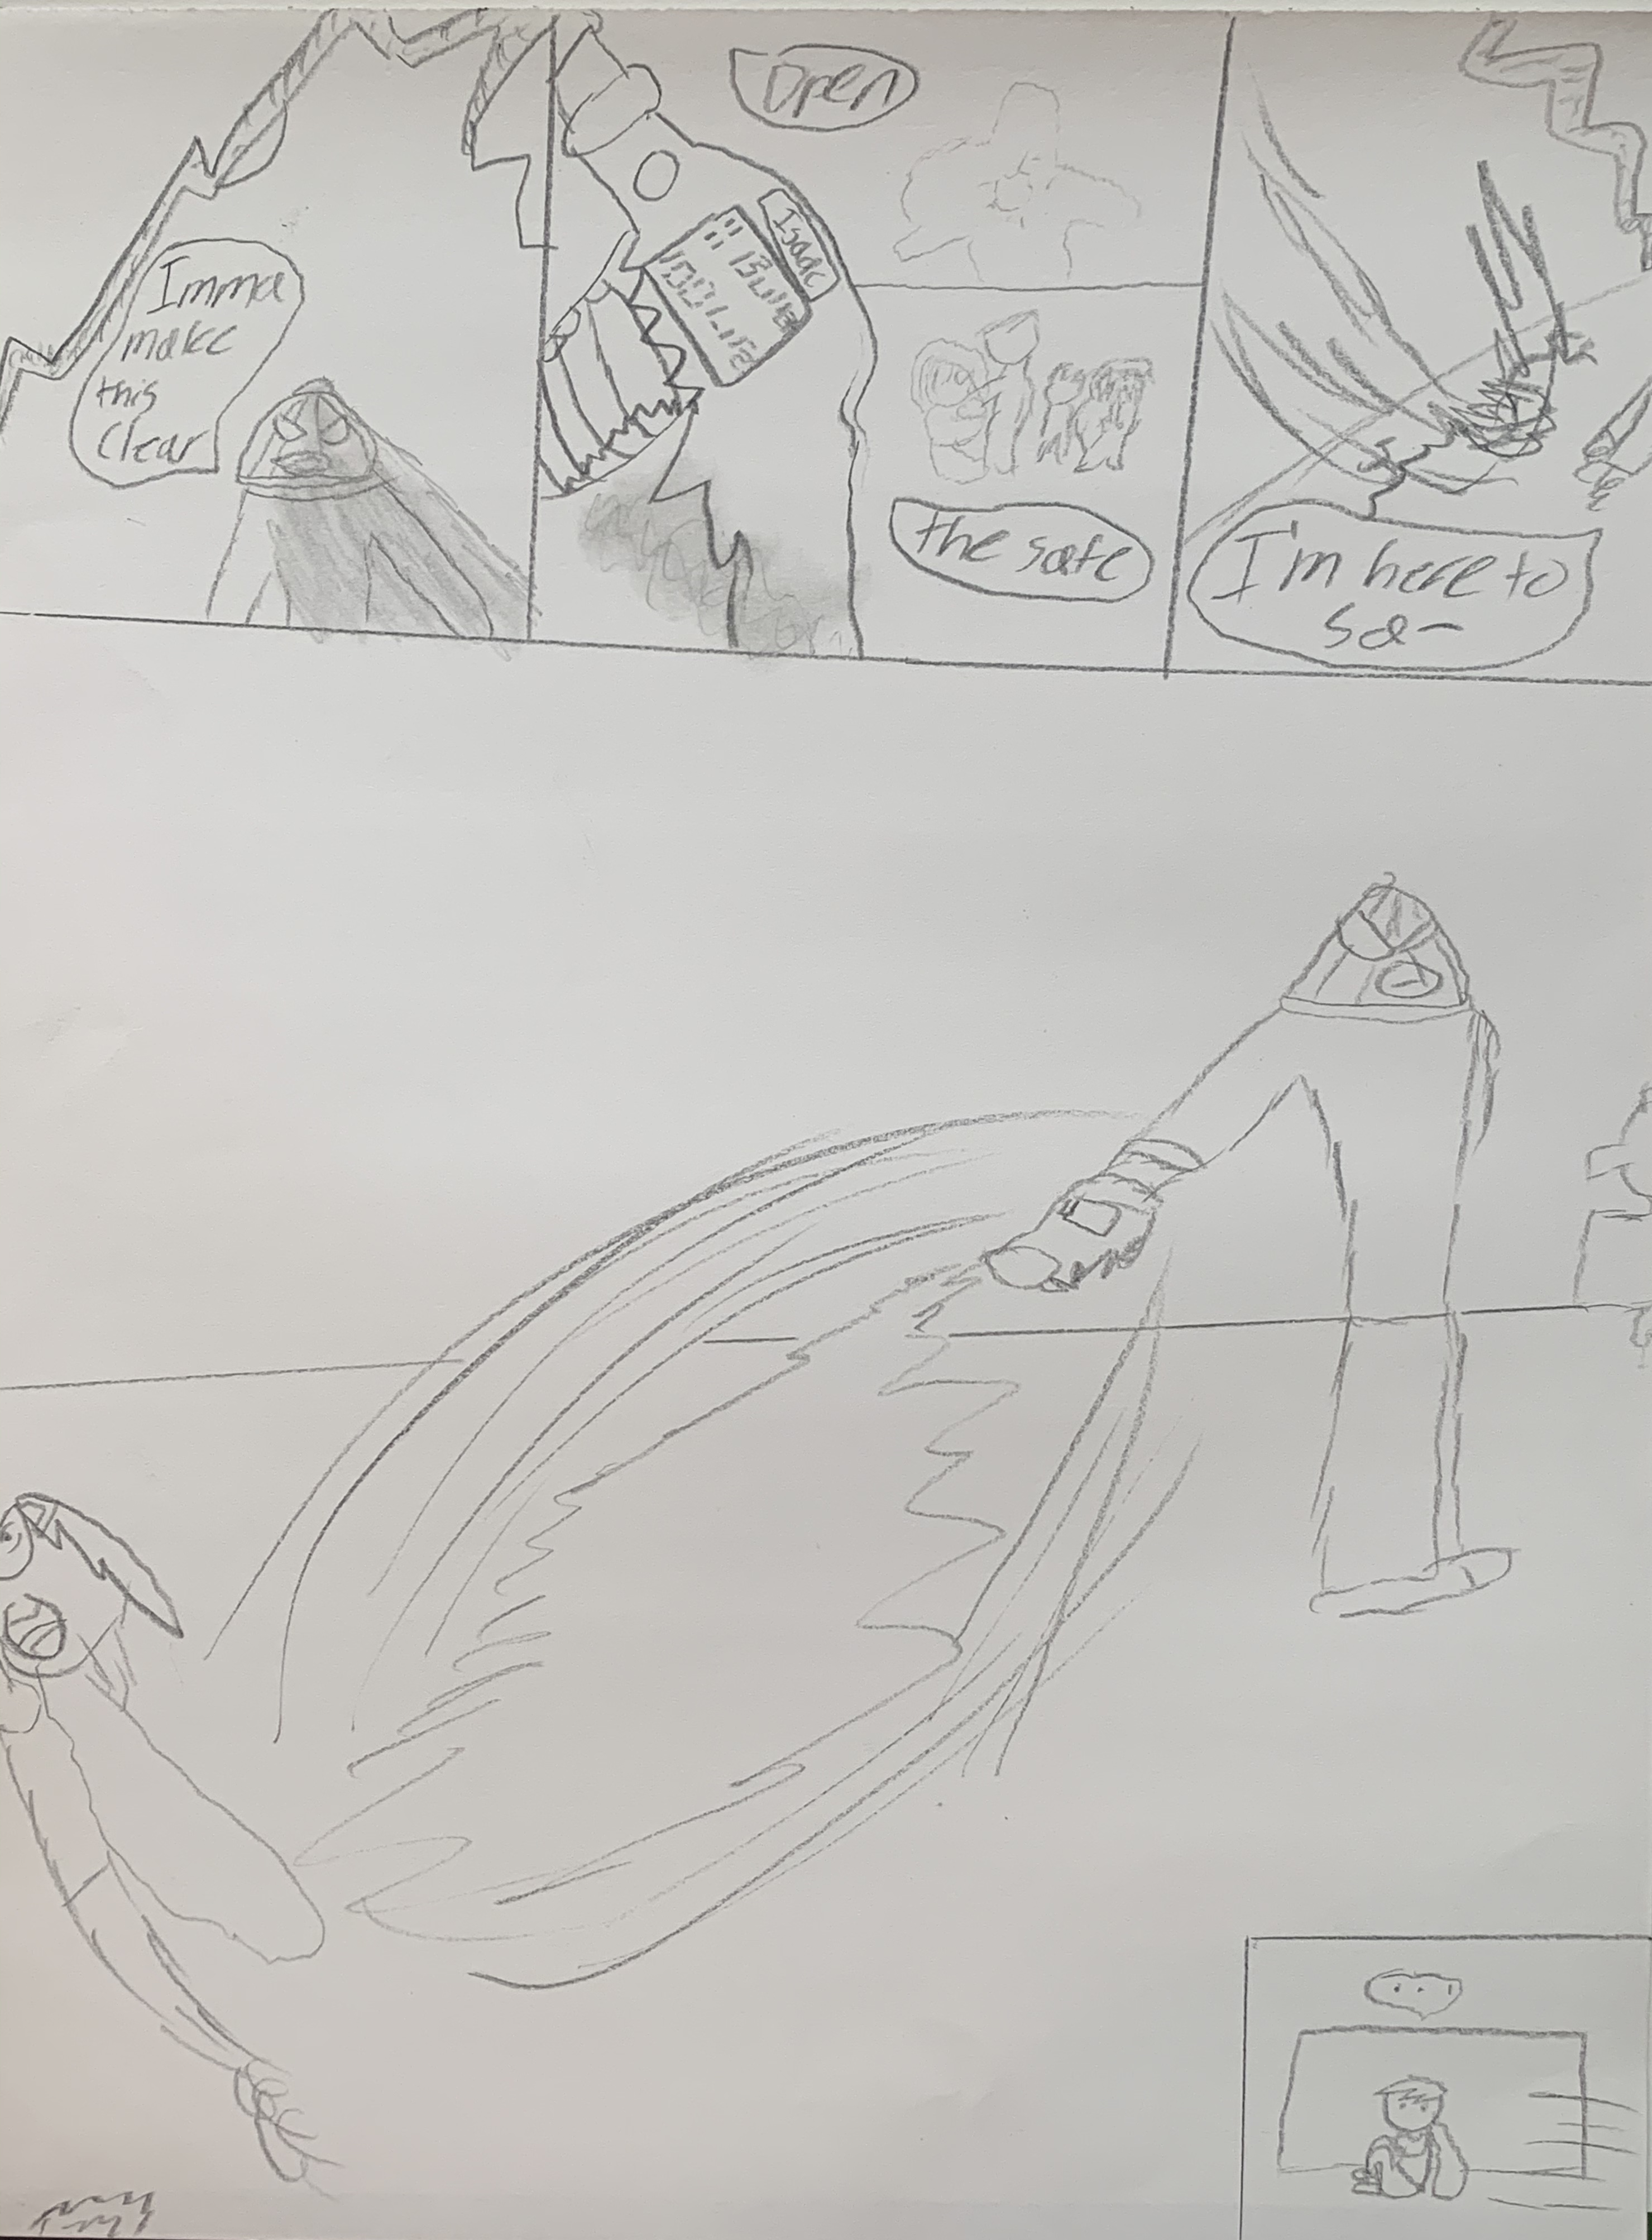 Imma
make
this
clear
Open
Isaac
the safe
I'm here to
sa-
...